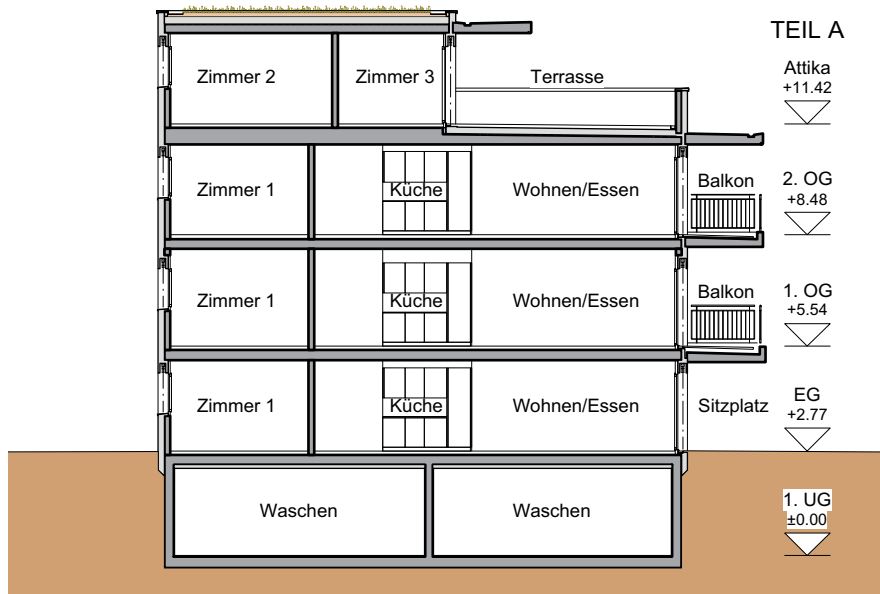 TEIL A
Attika
+11.42
Zimmer 2
Zimmer 3
Terrasse
2. OG
+8.48
Zimmer 1
Küche
Wohnen/Essen
Balkon
1. OG
+5.54
Zimmer 1
Küche
Wohnen/Essen
Balkon
EG
+2.77
Zimmer 1
Küche
Wohnen/Essen
Sitzplatz
1. UG
±0.00
Waschen
Waschen